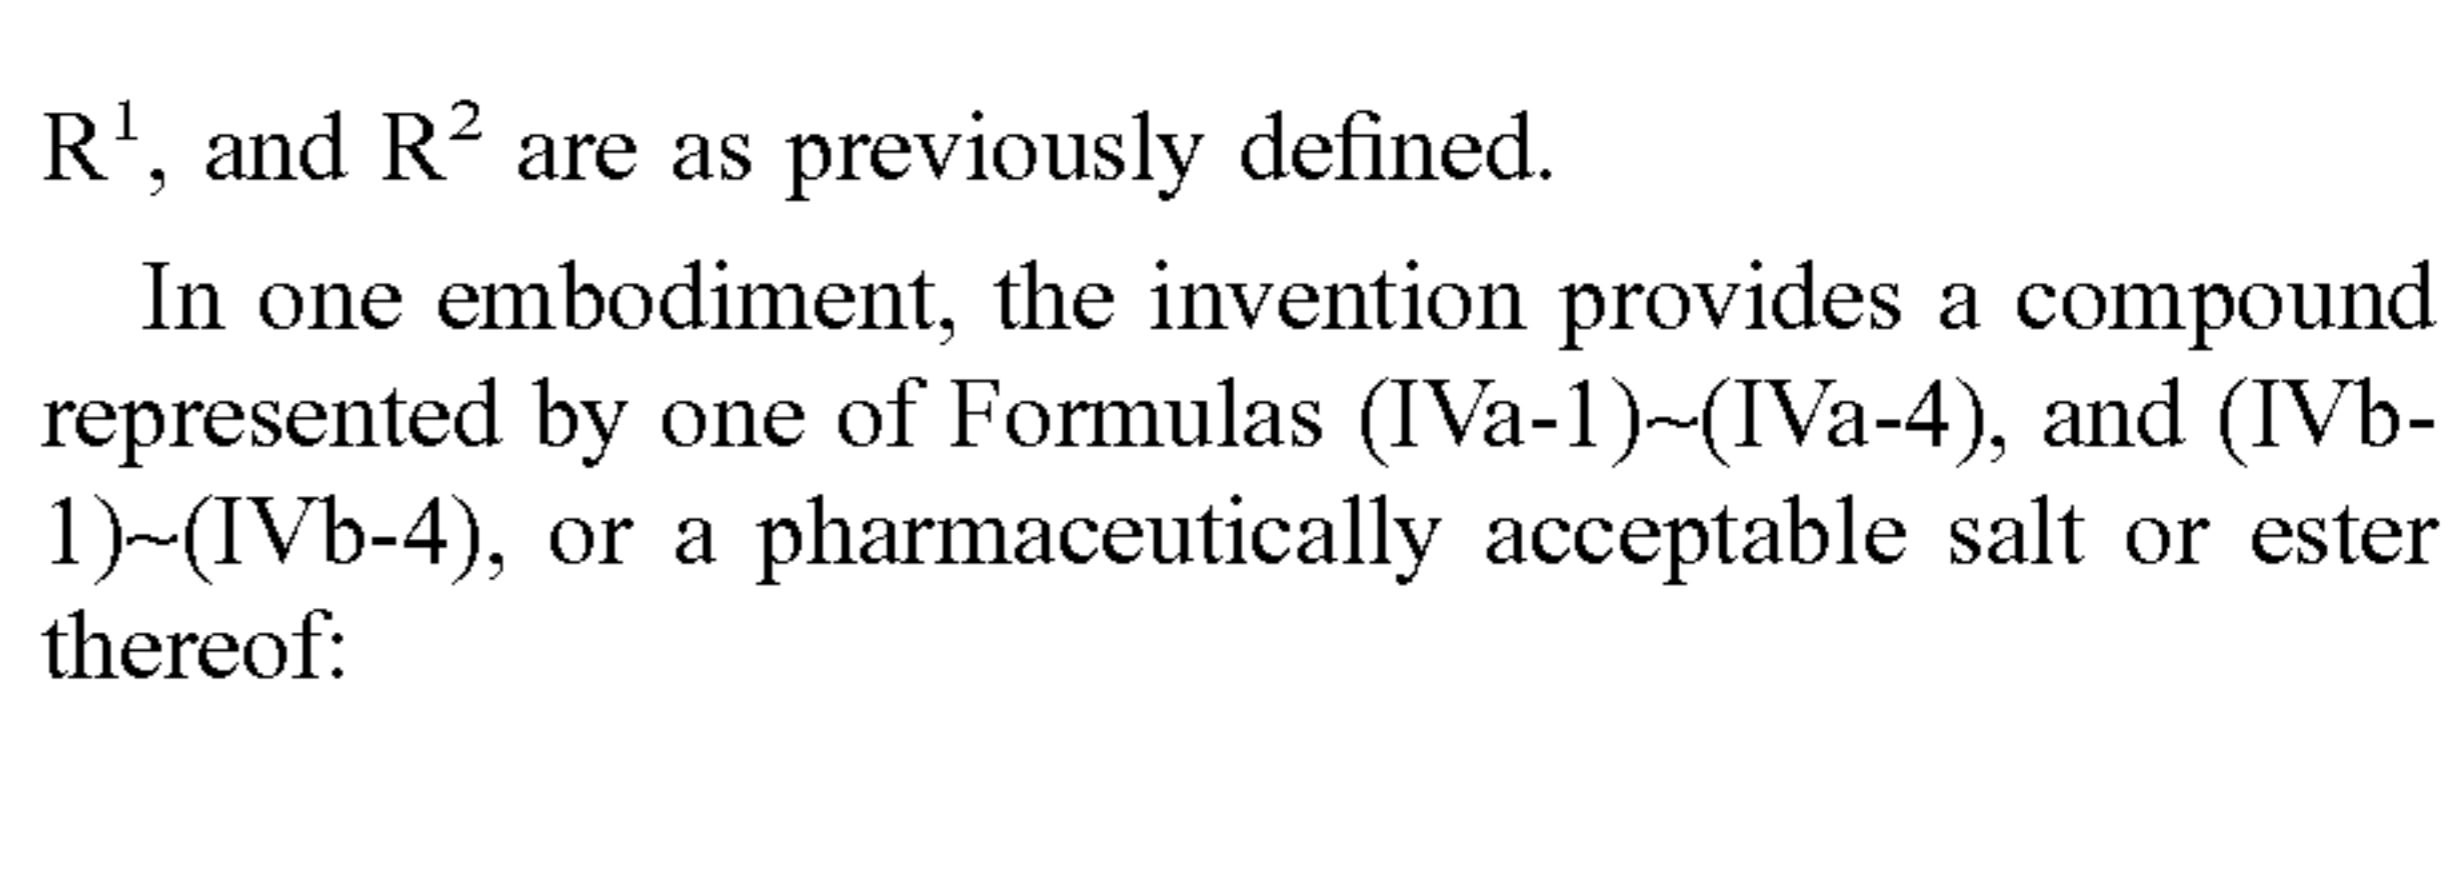 R¹, and R² are as previously defined.
In one embodiment, the invention provides a compound
represented by one of Formulas (IVa-1)~(IVa-4), and (IVb-
1)~(IVb-4), or a pharmaceutically acceptable salt or ester
thereof: